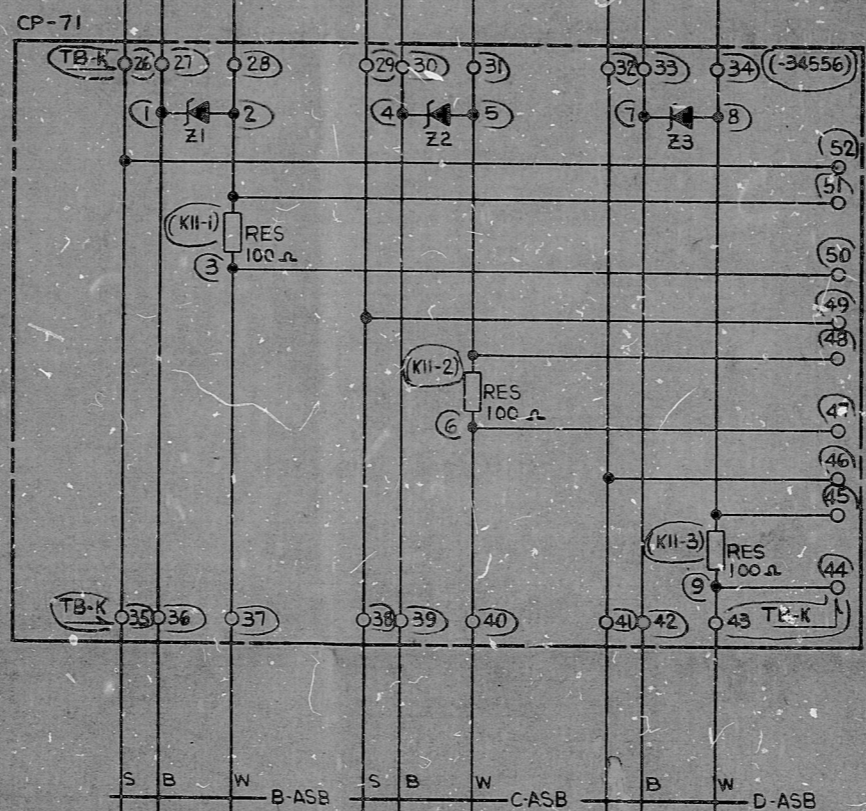 CP-71
TB-K 26 27 28 29 30 31 32 33 34 (-34556)
1 2 4 5 7 8
Z1 Z2 Z3
52
51
(K11-1) RES
100 Ω
3
50
49
48
(K11-2) RES
100 Ω
6
47
46
45
(K11-3) RES
100 Ω
9
44
TB-K 35 36 37 38 39 40 41 42 43 TB-K
S B W S B W B W
B-ASB C-ASB D-ASB